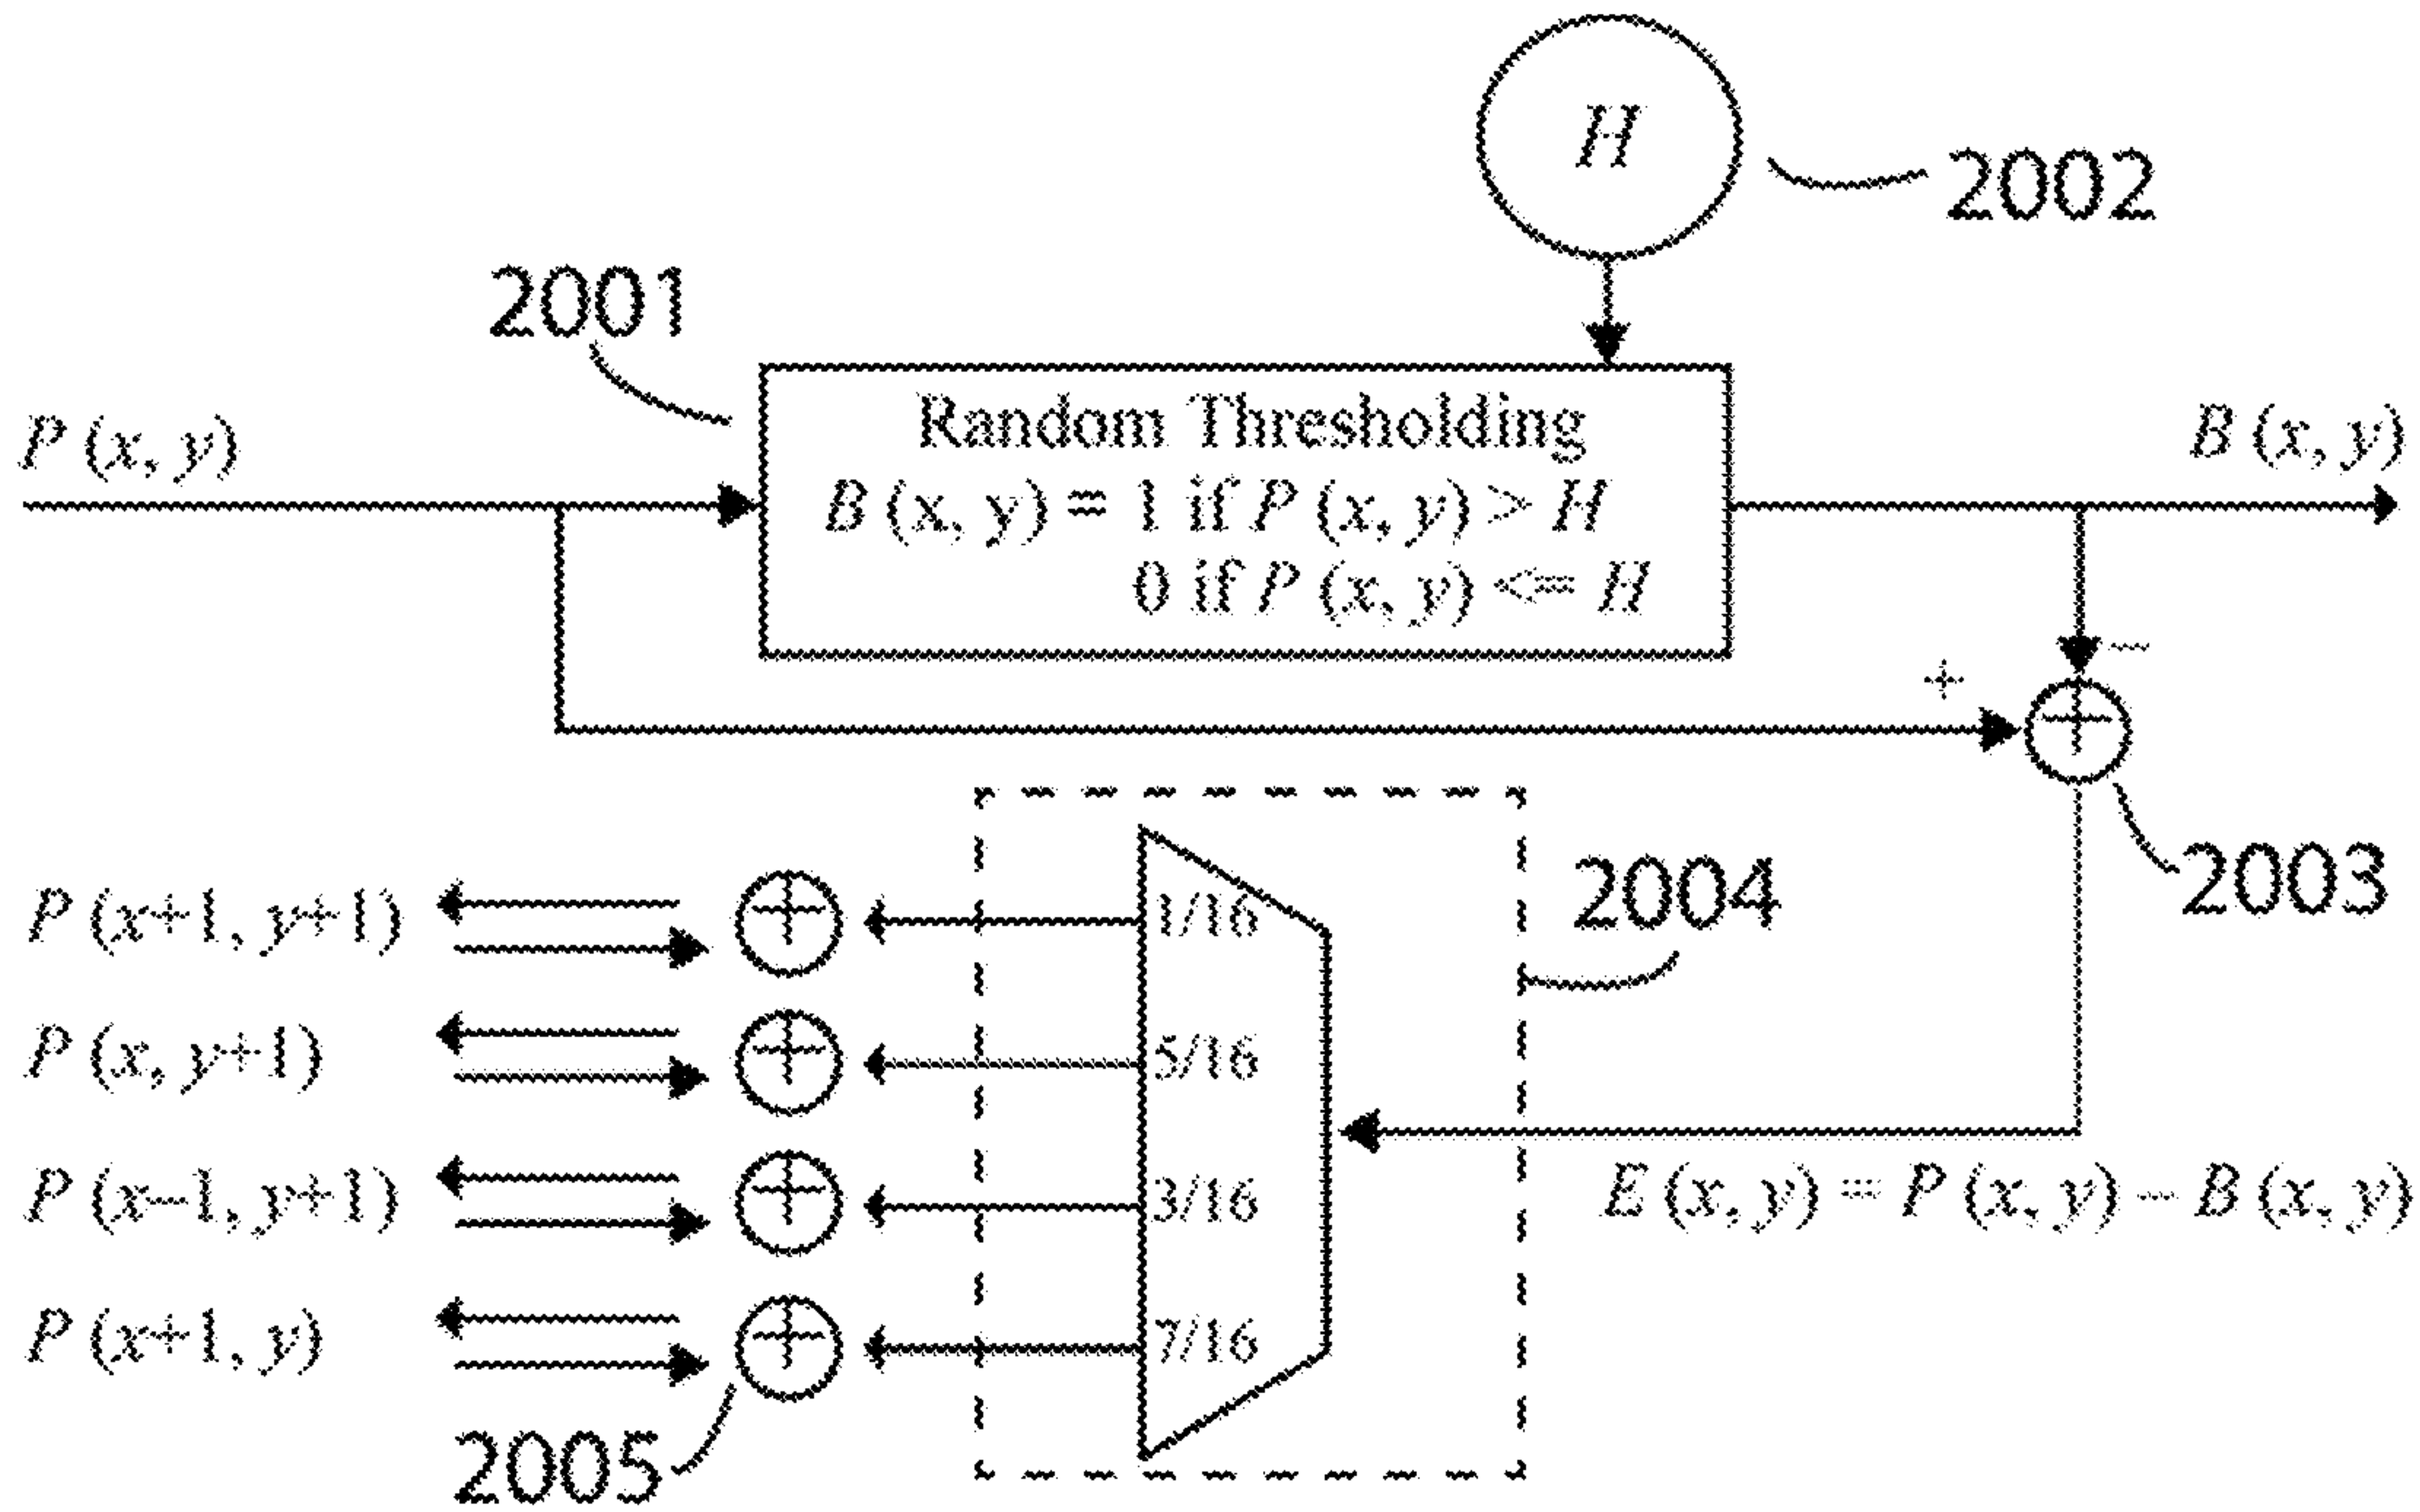 H
2002
2001
P (x, y)
Random Thresholding
B (x, y)
B (x, y) = 1 if P (x, y) > H
0 if P (x, y) <= H
−
+
+
2003
2004
P (x+1, y+1)
+
1/16
P (x, y+1)
+
5/16
P (x−1, y+1)
+
3/16
E (x, y) = P (x, y) − B (x, y)
P (x+1, y)
+
7/16
2005